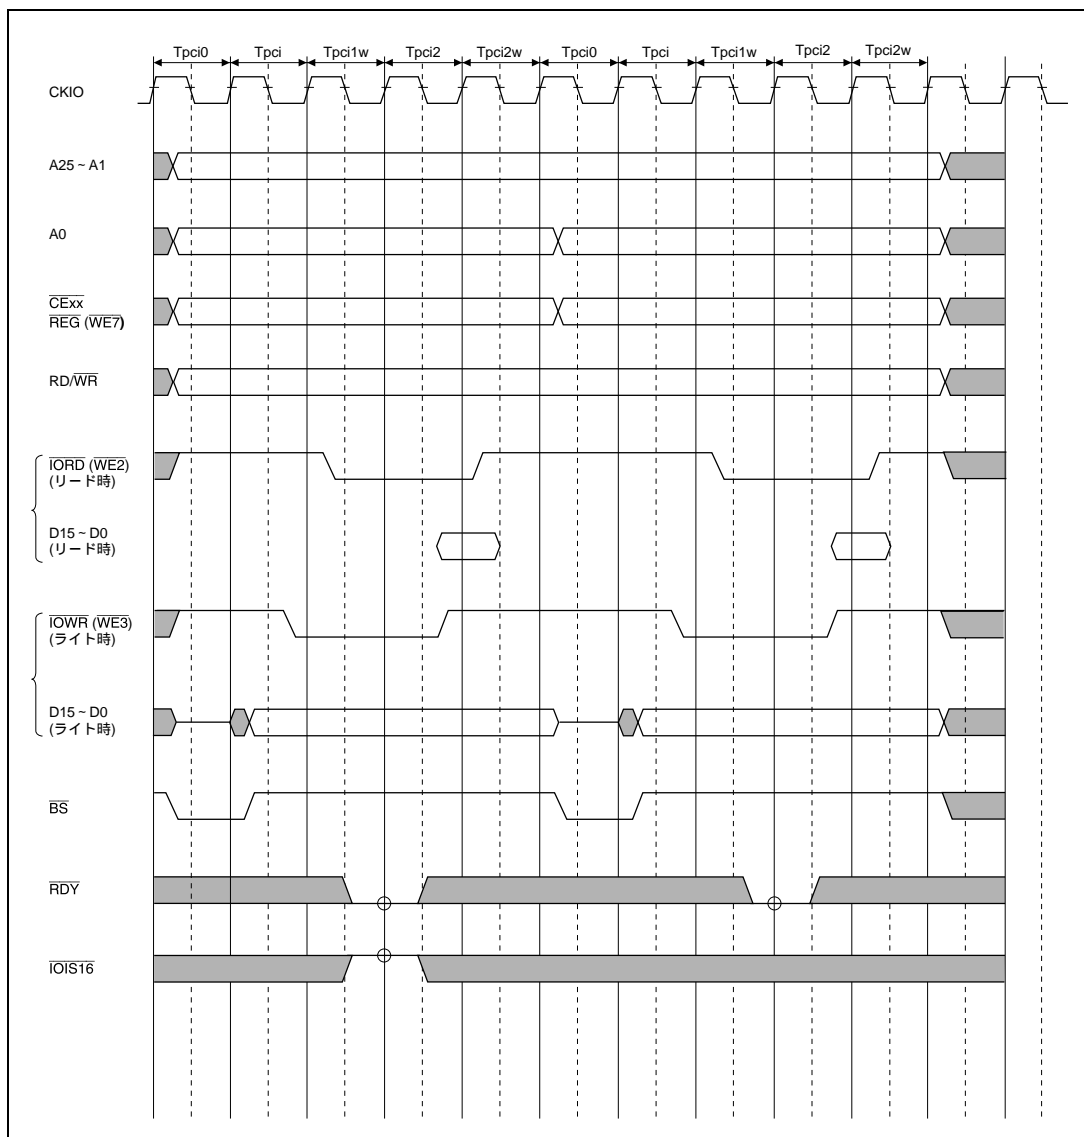 Tpci0 Tpci Tpci1w Tpci2 Tpci2w Tpci0 Tpci Tpci1w Tpci2 Tpci2w
CKIO
A25 ~ A1
A0
CExx
REG (WE7)
RD/WR
IORD (WE2)
(リード時)
D15 ~ D0
(リード時)
IOWR (WE3)
(ライト時)
D15 ~ D0
(ライト時)
BS
RDY
IOIS16